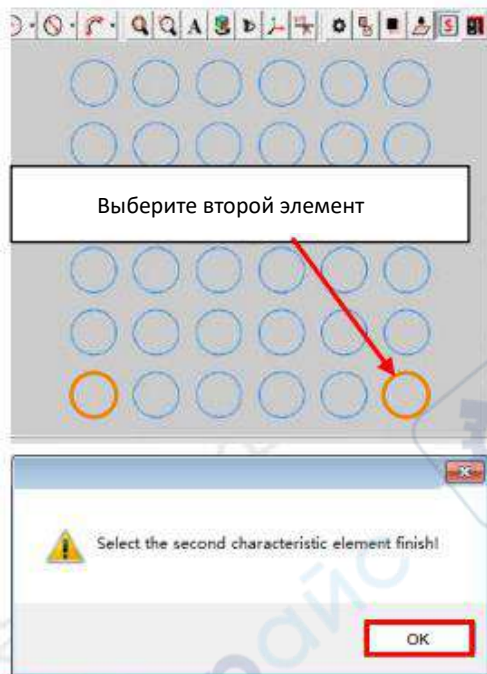 Выберите второй элемент
Select the second characteristic element finish!
OK